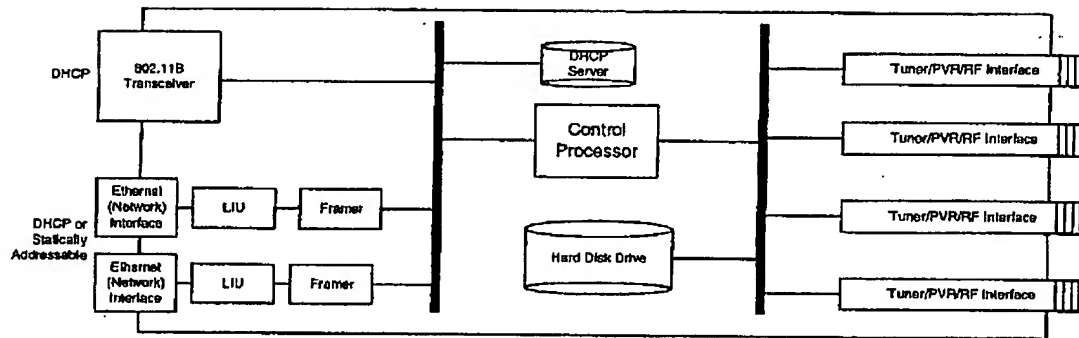 DHCP
802.11B
Transceiver
DHCP
Server
Control
Processor
Hard Disk Drive
Ethernet
(Network)
Interface
LIU
Framer
DHCP or
Statically
Addressable
Ethernet
(Network)
Interface
LIU
Framer
Tuner/PVR/RF Interface
Tuner/PVR/RF Interface
Tuner/PVR/RF Interface
Tuner/PVR/RF Interface